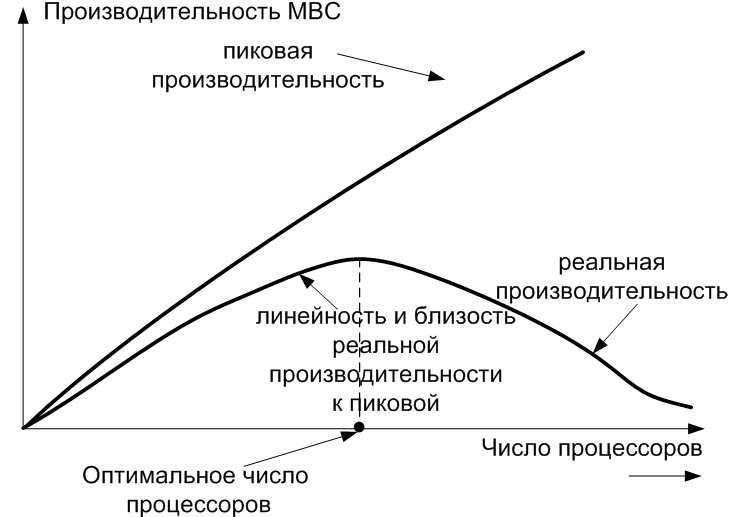 Производительность МВС
пиковая
производительность
реальная
производительность
линейность и близость
реальной
производительности
к пиковой
Число процессоров
Оптимальное число
процессоров